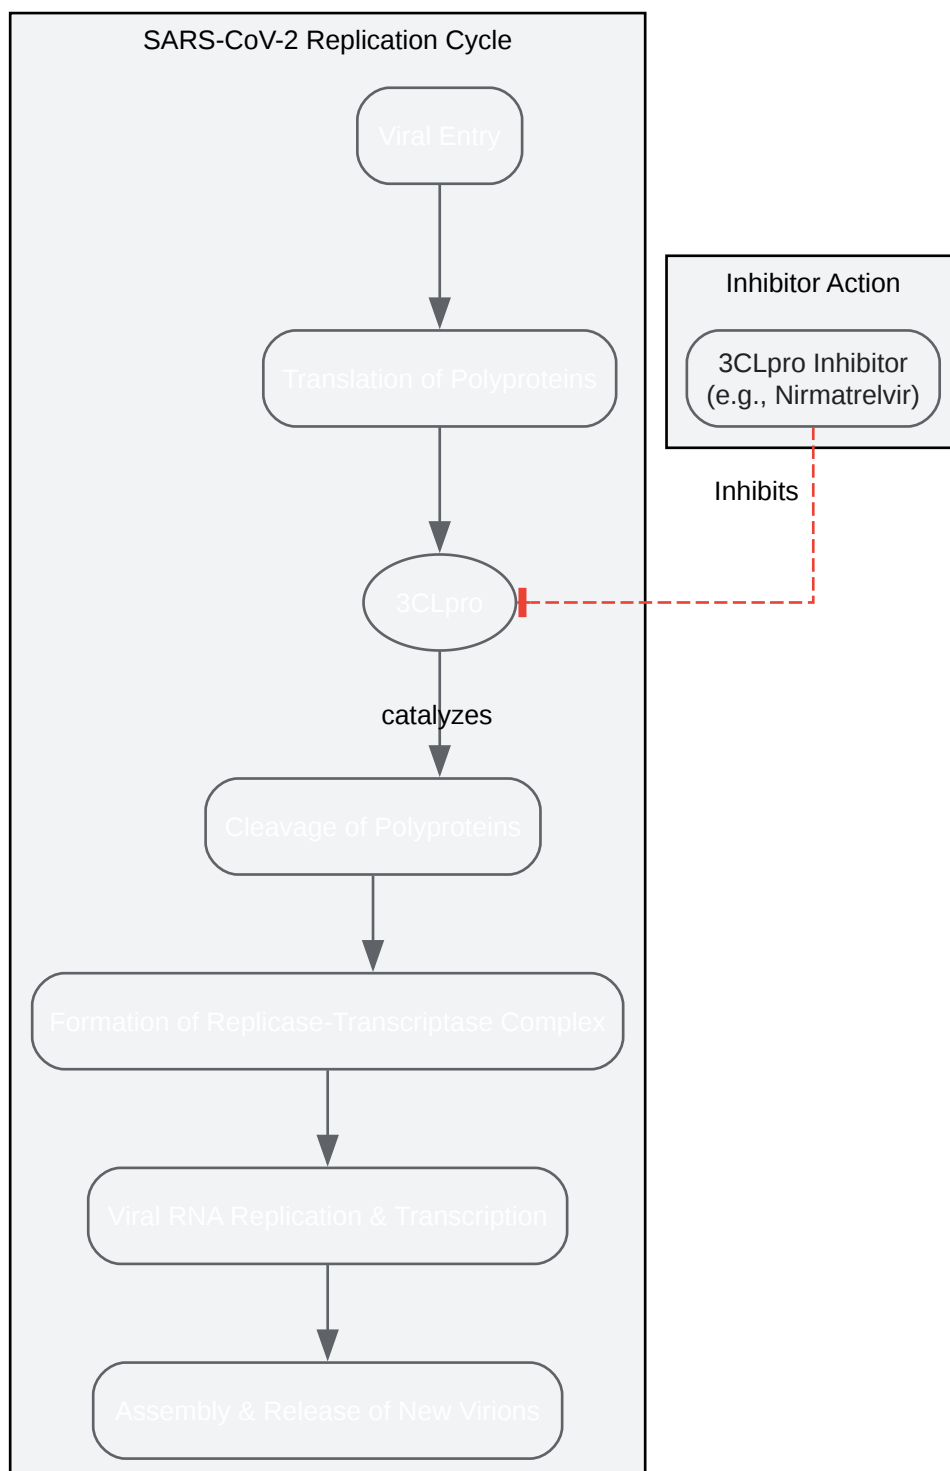 SARS-CoV-2 Replication Cycle
Viral Entry
Translation of Polyproteins
3CLpro
catalyzes
Cleavage of Polyproteins
Formation of Replicase-Transcriptase Complex
Viral RNA Replication & Transcription
Assembly & Release of New Virions
Inhibitor Action
3CLpro Inhibitor
(e.g., Nirmatrelvir)
Inhibits